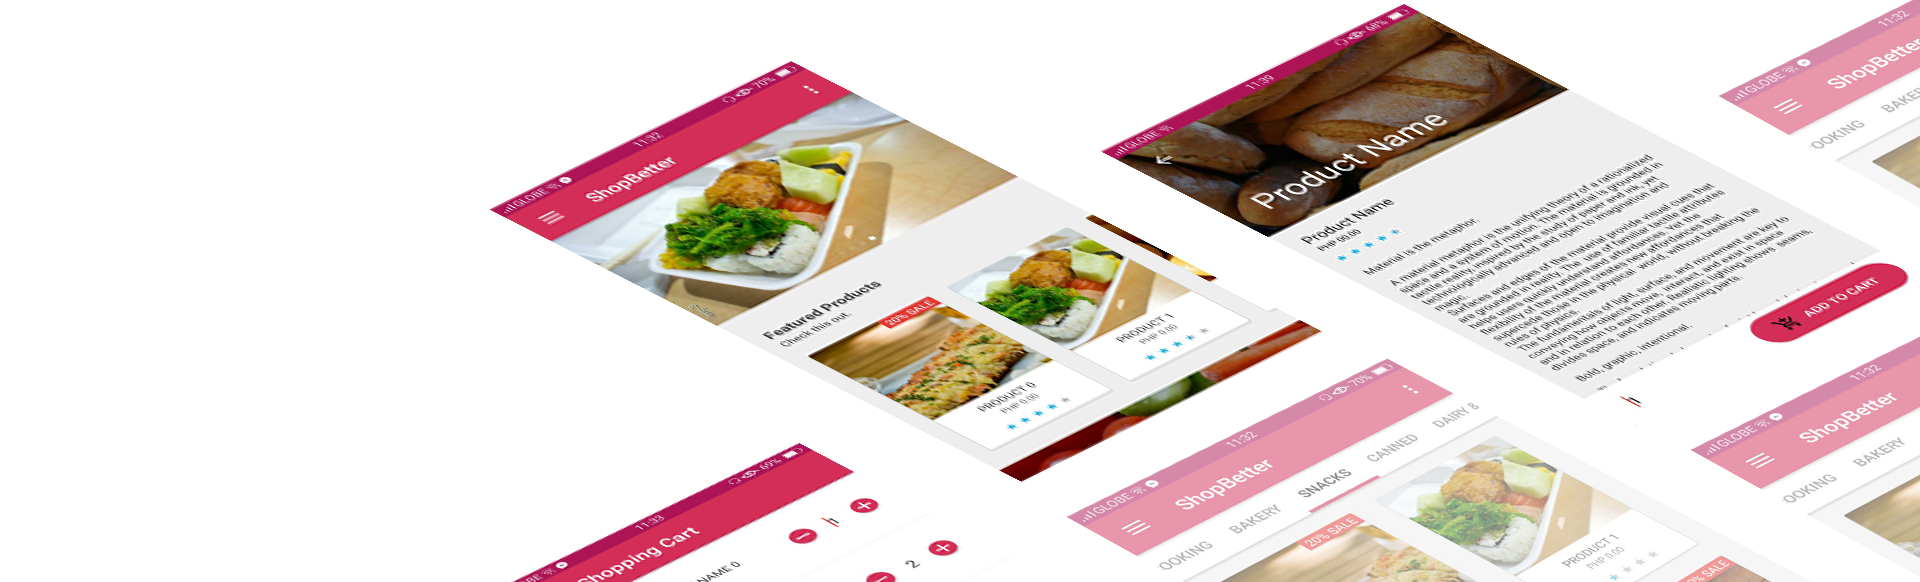 GLOBE 11:32 70%
ShopBetter
Featured Products
Check this out.
20% SALE
PRODUCT 0
PHP 0.00
PRODUCT 1
PHP 0.00
GLOBE 11:39 68%
Product Name
Product Name
PHP 00.00
Material is the metaphor.
A material metaphor is the unifying theory of a rationalized
space and a system of motion. The material is grounded in
tactile reality, inspired by the study of paper and ink, yet
technologically advanced and open to imagination and
magic.
Surfaces and edges of the material provide visual cues that
are grounded in reality. The use of familiar tactile attributes
helps users quickly understand affordances. Yet the
flexibility of the material creates new affordances that
supercede those in the physical world, without breaking the
rules of physics.
The fundamentals of light, surface, and movement are key to
conveying how objects move, interact, and exist in space
and in relation to each other. Realistic lighting shows seams,
divides space, and indicates moving parts.
Bold, graphic, intentional.
ADD TO CART
GLOBE 11:32
ShopBetter
OOKING BAKERY
BE 11:33 69%
Shopping Cart
NAME 0
2
GLOBE 11:32 70%
ShopBetter
OOKING BAKERY SNACKS CANNED DAIRY &
20% SALE
PRODUCT 1
PHP 0.00
0% SALE
GLOBE 11:32
ShopBetter
OOKING BAKERY